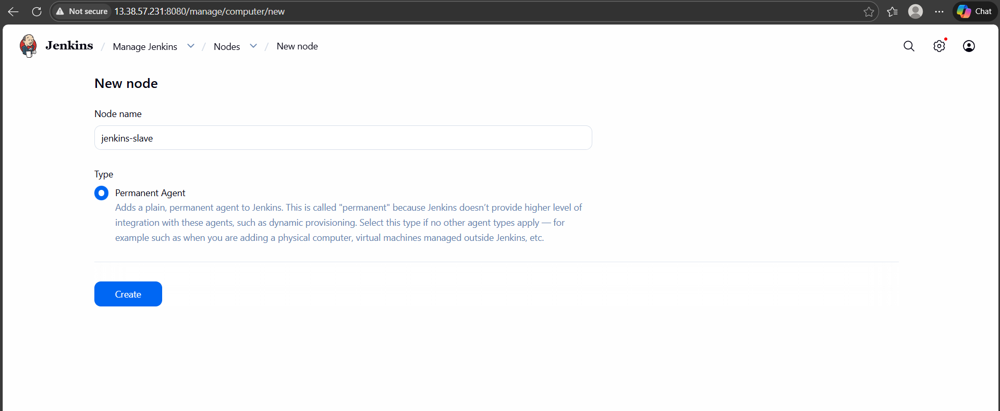 Not secure 13.38.57.231:8080/manage/computer/new
Chat
Jenkins / Manage Jenkins / Nodes / New node
New node
Node name
jenkins-slave
Type
Permanent Agent
Adds a plain, permanent agent to Jenkins. This is called "permanent" because Jenkins doesn’t provide higher level of
integration with these agents, such as dynamic provisioning. Select this type if no other agent types apply — for
example such as when you are adding a physical computer, virtual machines managed outside Jenkins, etc.
Create